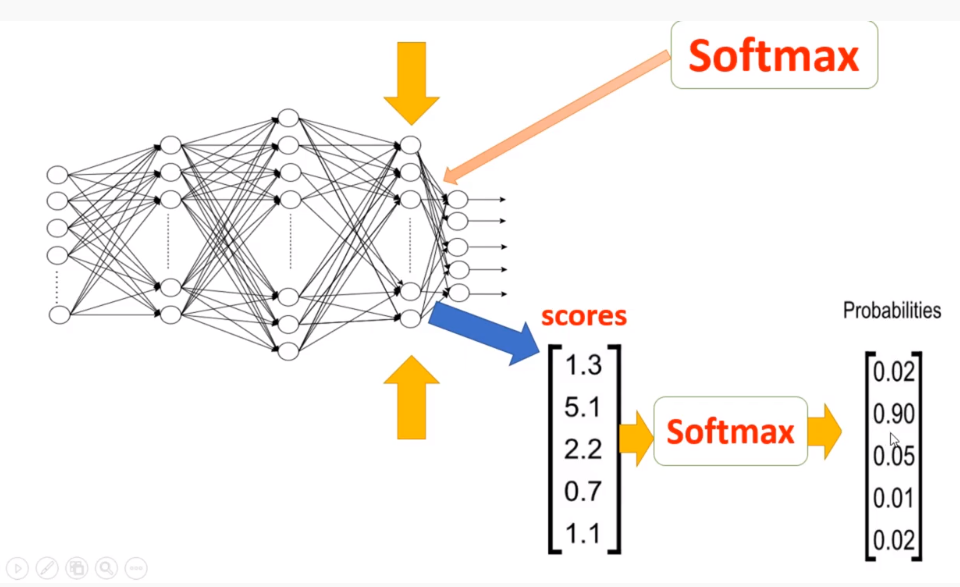 Softmax
scores
1.3
5.1
2.2
0.7
1.1
Softmax
Probabilities
0.02
0.90
0.05
0.01
0.02